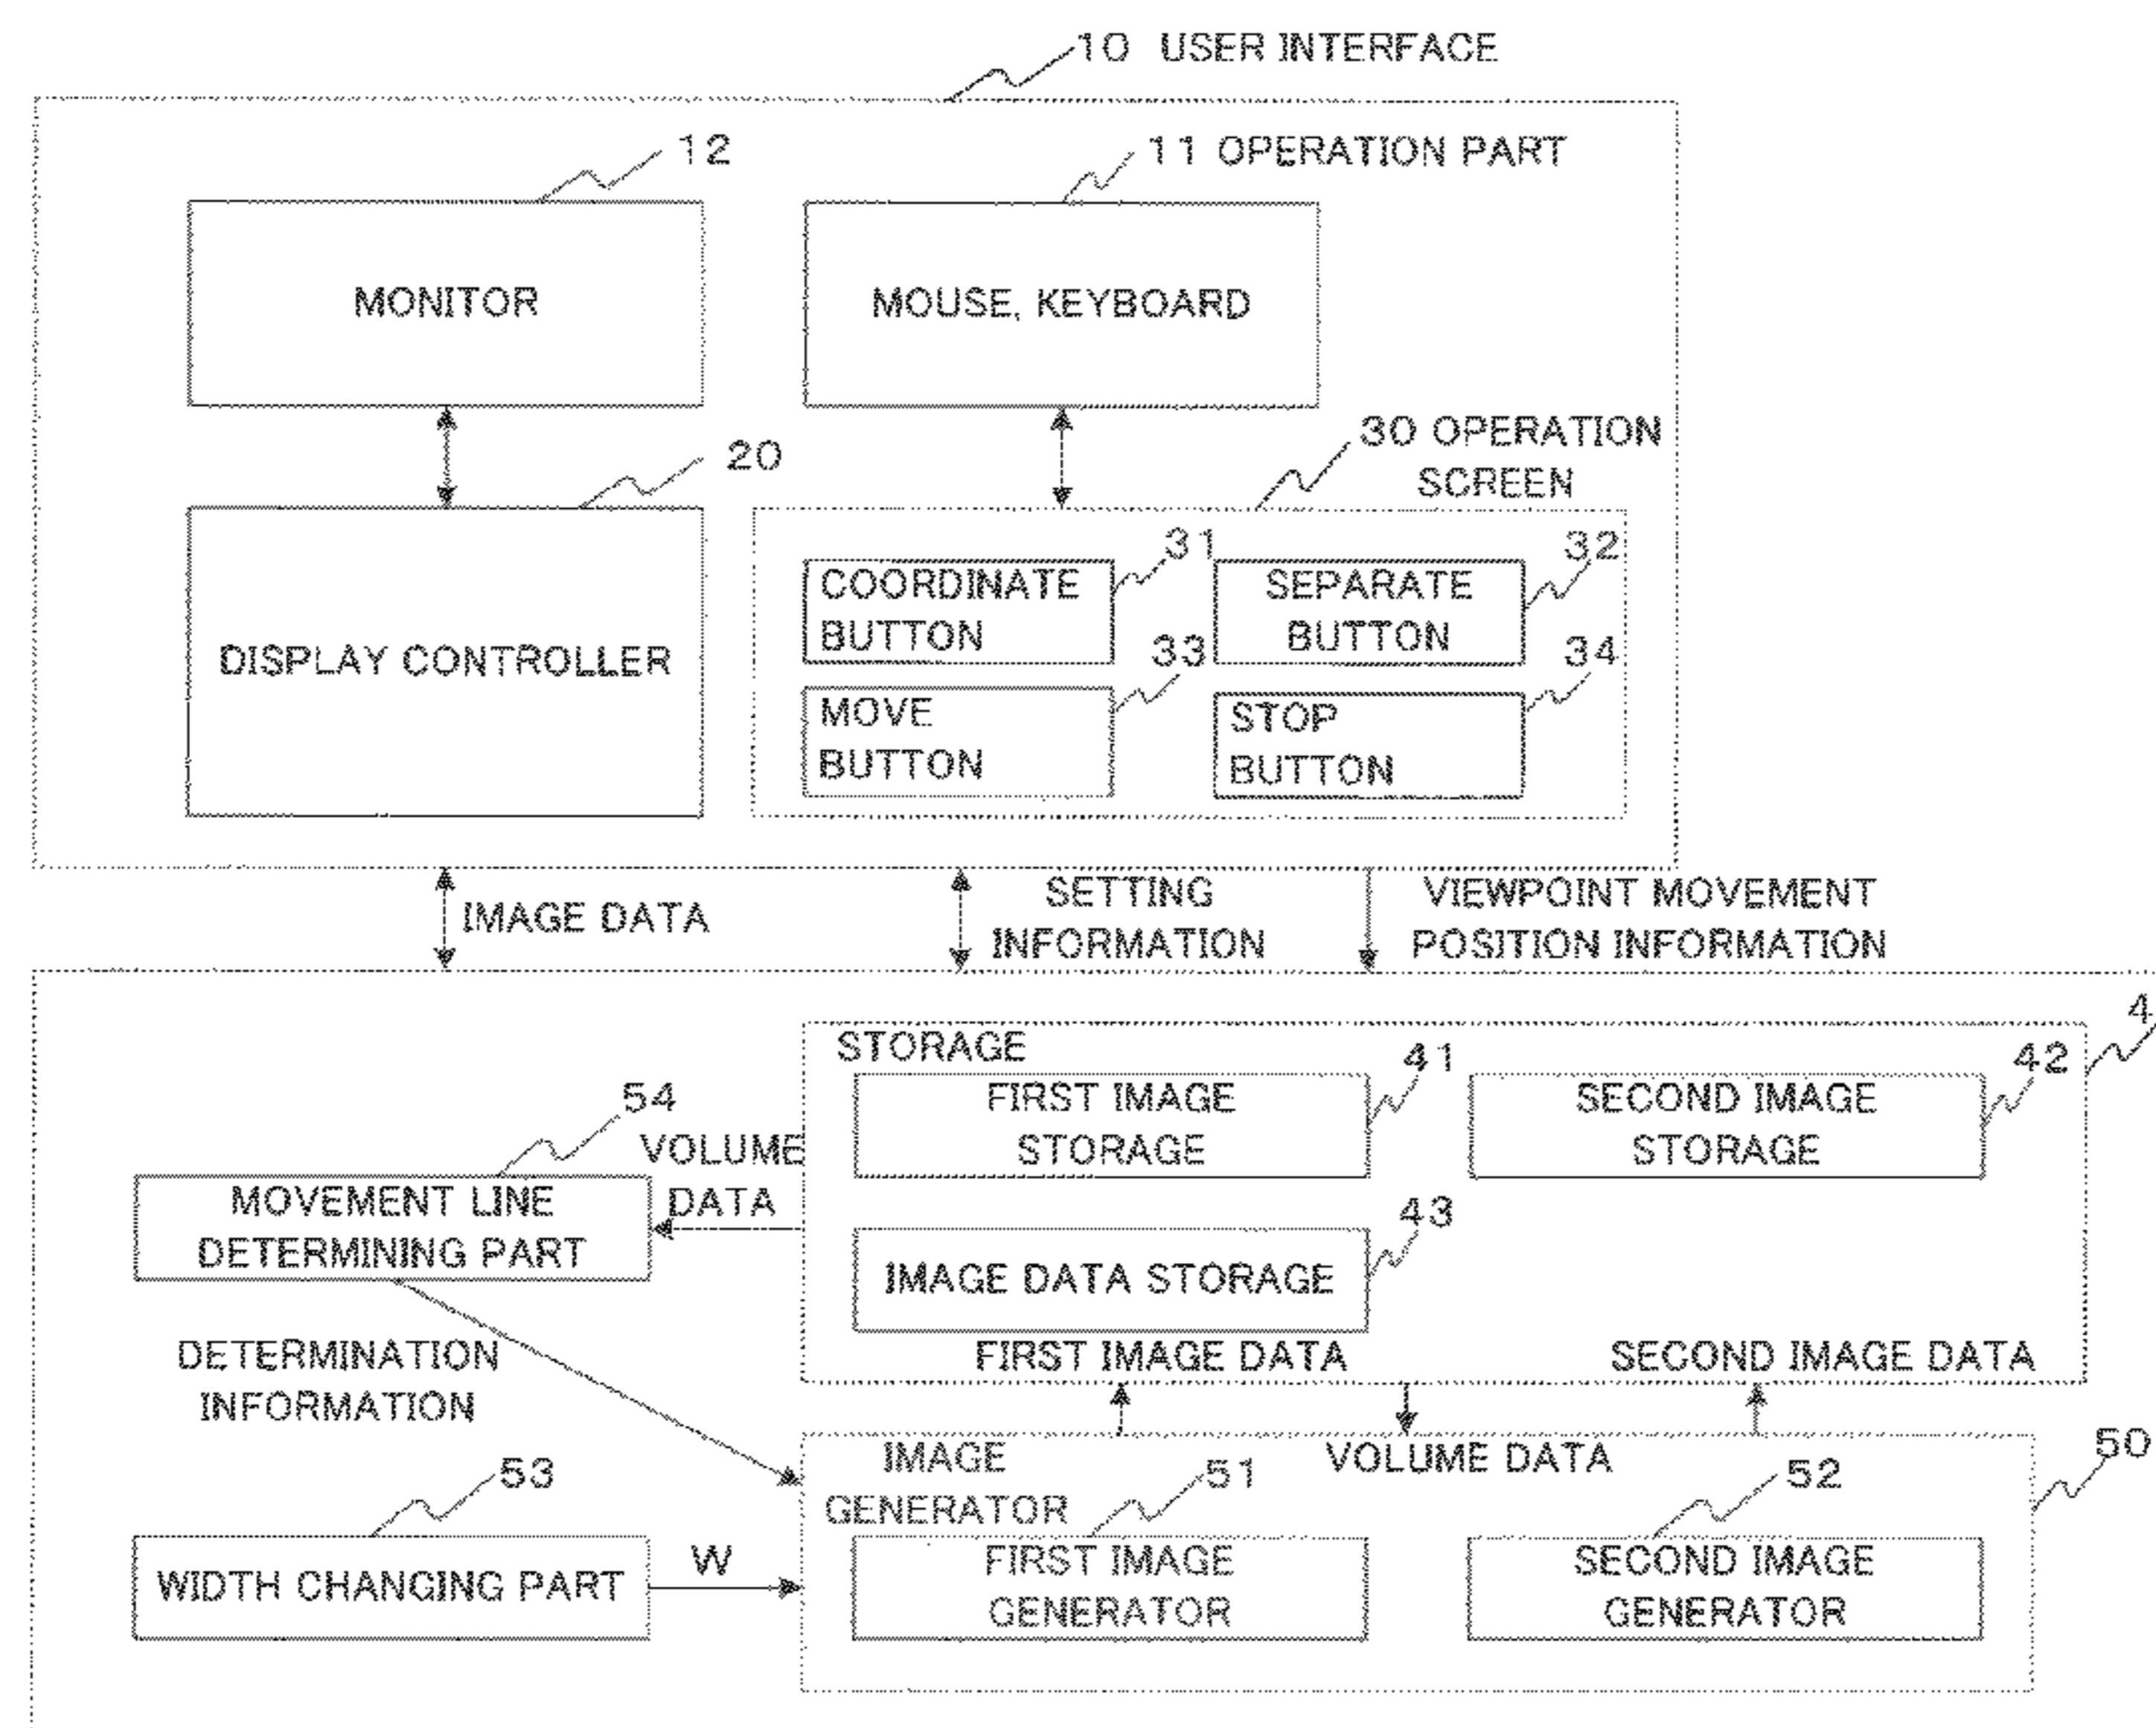 10 USER INTERFACE
12
11 OPERATION PART
MONITOR
MOUSE, KEYBOARD
20
30 OPERATION
SCREEN
31
32
COORDINATE
BUTTON
SEPARATE
BUTTON
DISPLAY CONTROLLER
33
34
MOVE
BUTTON
STOP
BUTTON
IMAGE DATA
SETTING
INFORMATION
VIEWPOINT MOVEMENT
POSITION INFORMATION
4
STORAGE
41
42
FIRST IMAGE
STORAGE
SECOND IMAGE
STORAGE
54
VOLUME
DATA
MOVEMENT LINE
DETERMINING PART
43
IMAGE DATA STORAGE
DETERMINATION
INFORMATION
FIRST IMAGE DATA
SECOND IMAGE DATA
IMAGE
GENERATOR
VOLUME DATA
50
53
51
52
WIDTH CHANGING PART
W
FIRST IMAGE
GENERATOR
SECOND IMAGE
GENERATOR